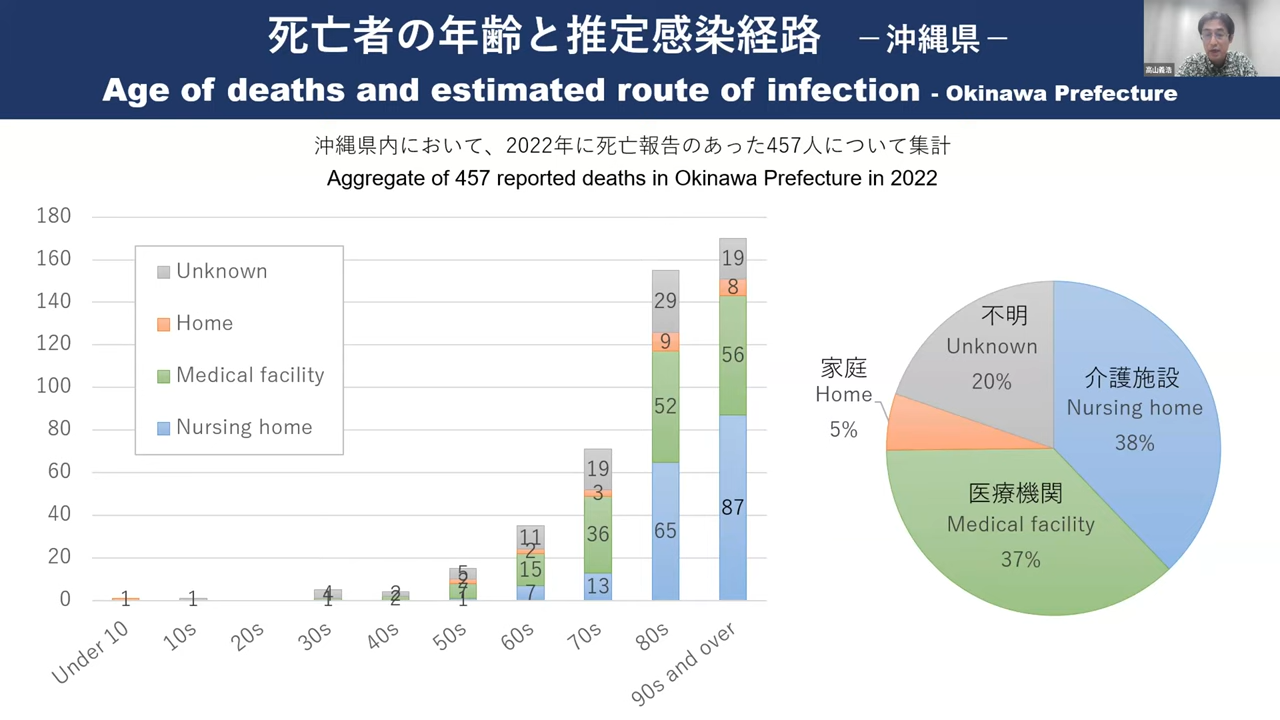 死亡者の年齢と推定感染経路 －沖縄県－
Age of deaths and estimated route of infection - Okinawa Prefecture
高山義浩
沖縄県内において、2022年に死亡報告のあった457人について集計
Aggregate of 457 reported deaths in Okinawa Prefecture in 2022
180
160
140
120
100
80
60
40
20
0
Unknown
Home
Medical facility
Nursing home
1
1
4
1
2
2
5
2
7
1
11
2
15
7
19
3
36
13
29
9
52
65
19
8
56
87
Under 10
10s
20s
30s
40s
50s
60s
70s
80s
90s and over
不明
Unknown
20%
家庭
Home
5%
介護施設
Nursing home
38%
医療機関
Medical facility
37%